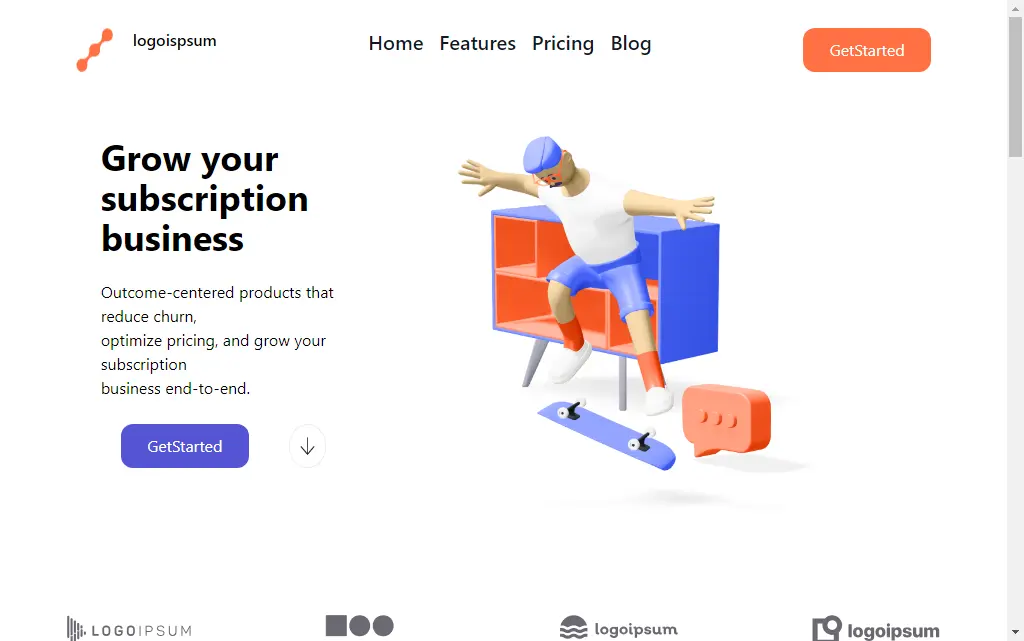 logoispsum
Home Features Pricing Blog
GetStarted
Grow your
subscription
business
Outcome-centered products that
reduce churn,
optimize pricing, and grow your
subscription
business end-to-end.
GetStarted
LOGOIPSUM
logoipsum
logoipsum